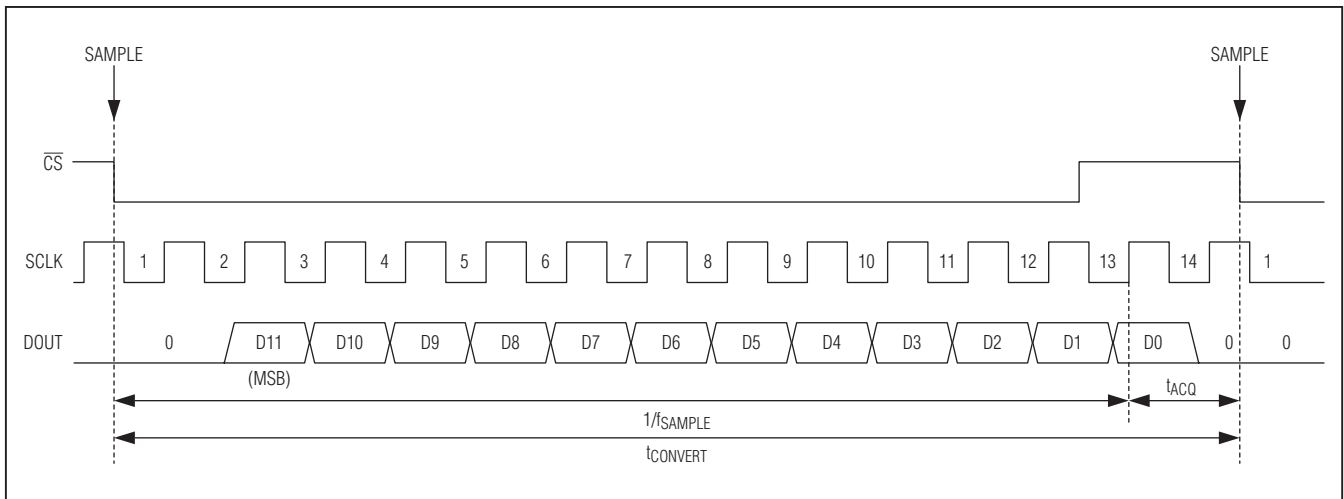 SAMPLE SAMPLE
CS
SCLK 1 2 3 4 5 6 7 8 9 10 11 12 13 14 1
DOUT 0 D11 D10 D9 D8 D7 D6 D5 D4 D3 D2 D1 D0 0 0
(MSB)
tACQ
1/fSAMPLE
tCONVERT